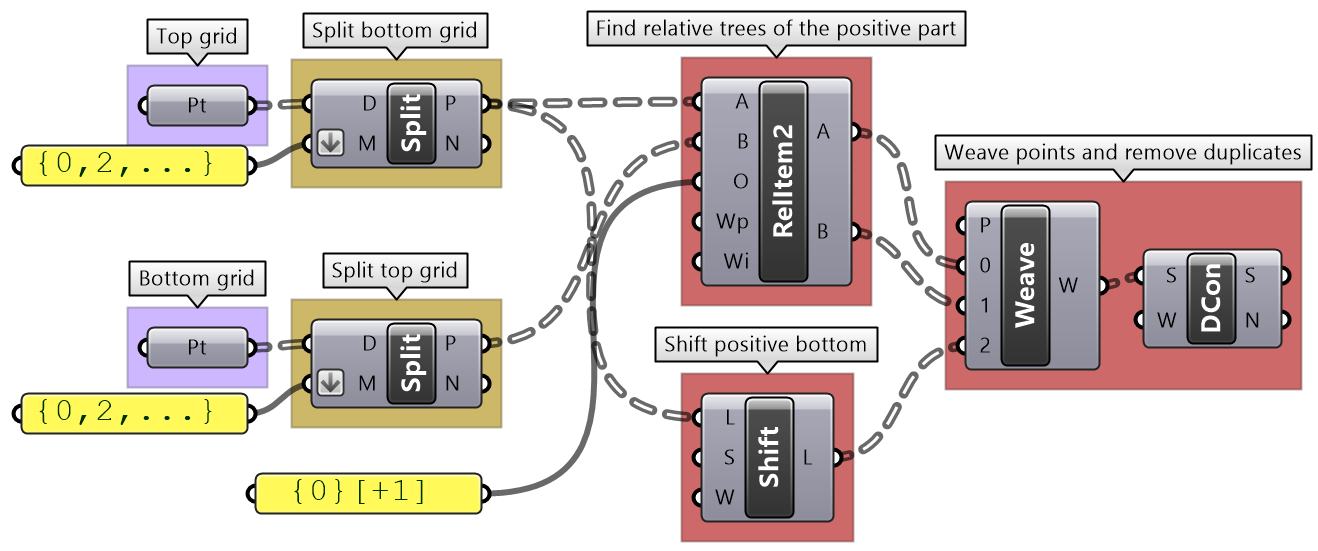 Top grid
Split bottom grid
Find relative trees of the positive part
Pt
D
M
Split
P
N
{0,2,...}
A
B
O
Wp
Wi
RelItem2
A
B
Weave points and remove duplicates
P
0
1
2
Weave
W
S
W
DCon
S
N
Bottom grid
Split top grid
Pt
D
M
Split
P
N
{0,2,...}
{0}[+1]
Shift positive bottom
L
S
W
Shift
L